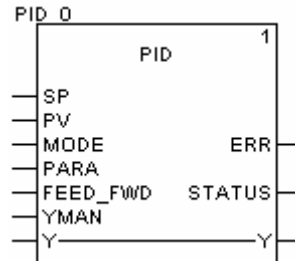 PID_0
1
PID
SP
PV
MODE ERR
PARA
FEED_FWD STATUS
YMAN
Y Y